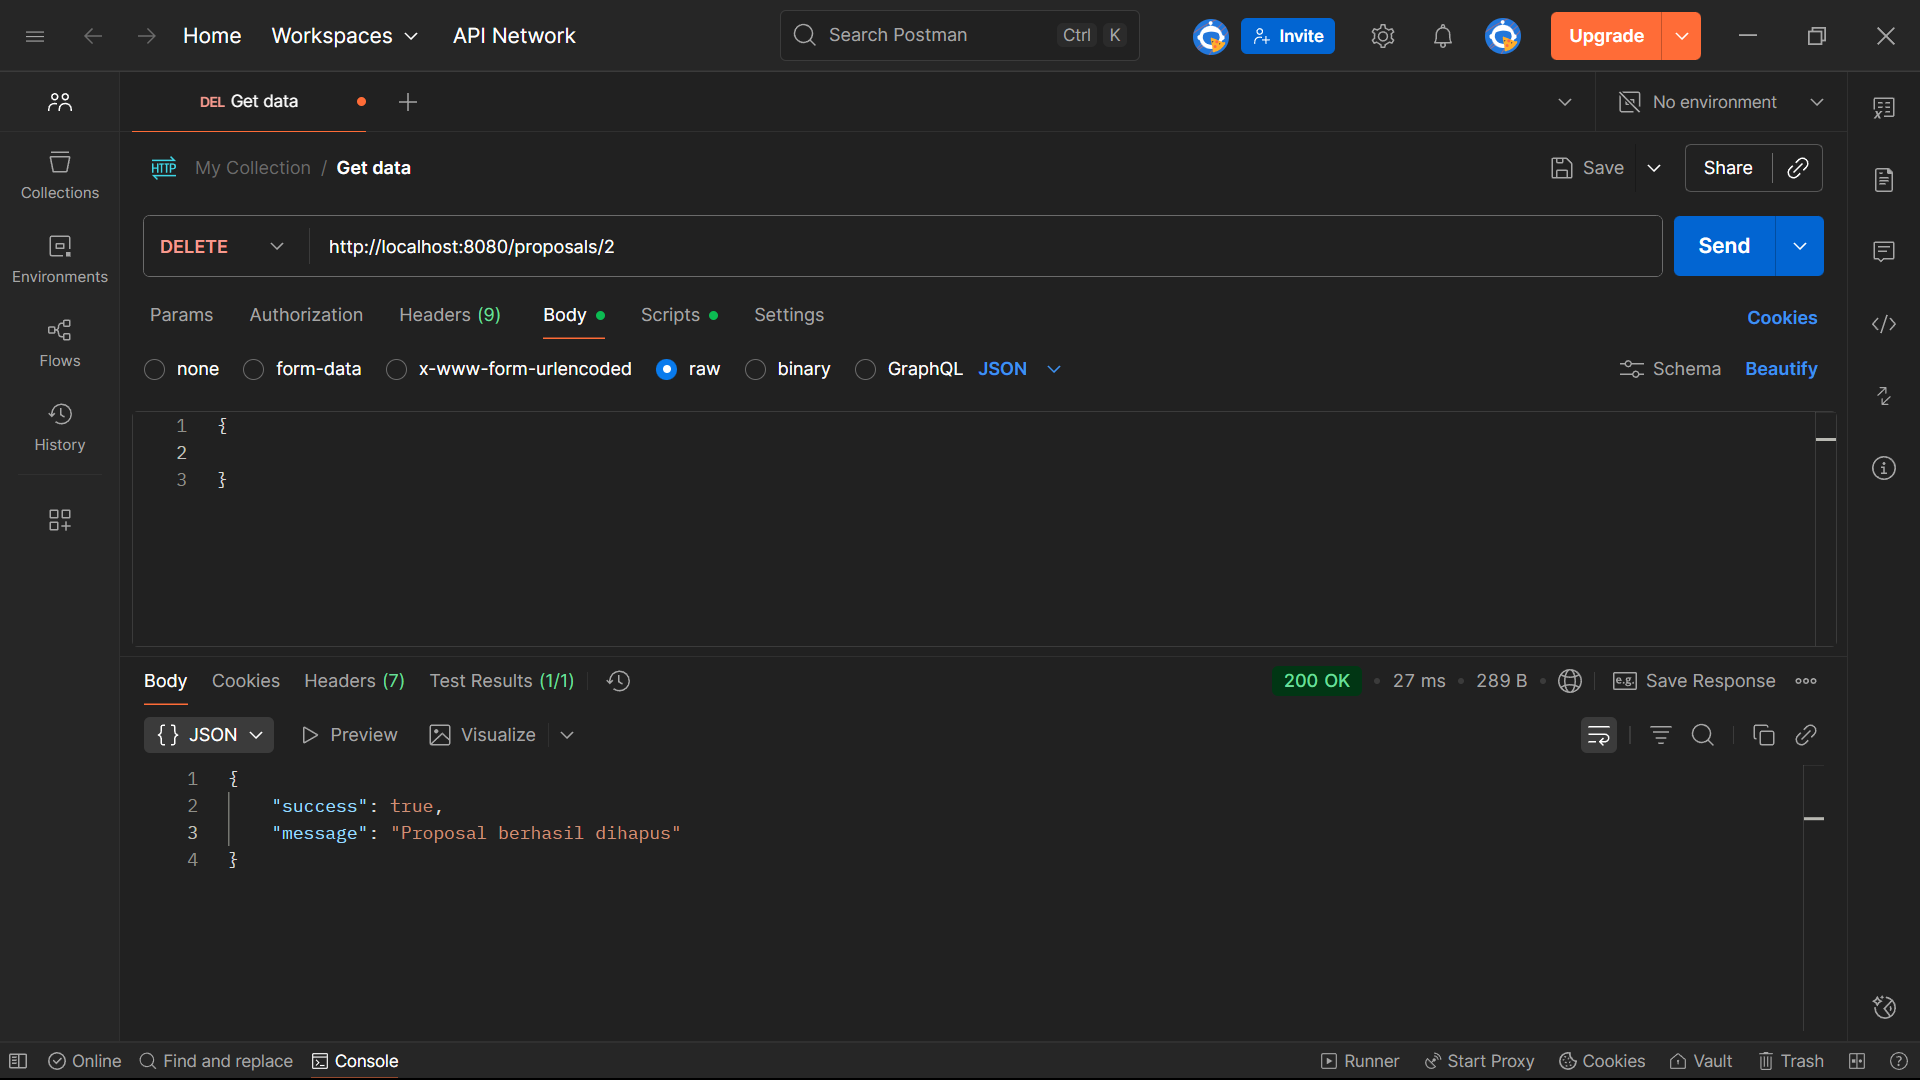 Home Workspaces API Network Search Postman Ctrl K Invite Upgrade
DEL Get data No environment
My Collection / Get data Save Share
Collections
DELETE http://localhost:8080/proposals/2 Send
Environments
Params Authorization Headers (9) Body Scripts Settings Cookies
Flows
none form-data x-www-form-urlencoded raw binary GraphQL JSON Schema Beautify
History
1 {
2
3 }
Body Cookies Headers (7) Test Results (1/1) 200 OK • 27 ms • 289 B • e.g. Save Response
{} JSON Preview Visualize
1 {
2 "success": true,
3 "message": "Proposal berhasil dihapus"
4 }
Online Find and replace Console Runner Start Proxy Cookies Vault Trash